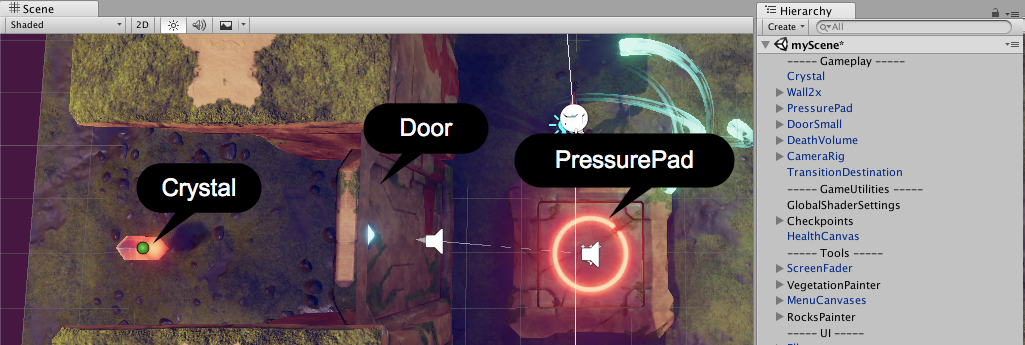 Scene
Shaded
2D
Door
PressurePad
Crystal
Hierarchy
Create
All
myScene*
----- Gameplay -----
Crystal
Wall2x
PressurePad
DoorSmall
DeathVolume
CameraRig
TransitionDestination
----- GameUtilities -----
GlobalShaderSettings
Checkpoints
HealthCanvas
----- Tools -----
ScreenFader
VegetationPainter
MenuCanvases
RocksPainter
----- UI -----